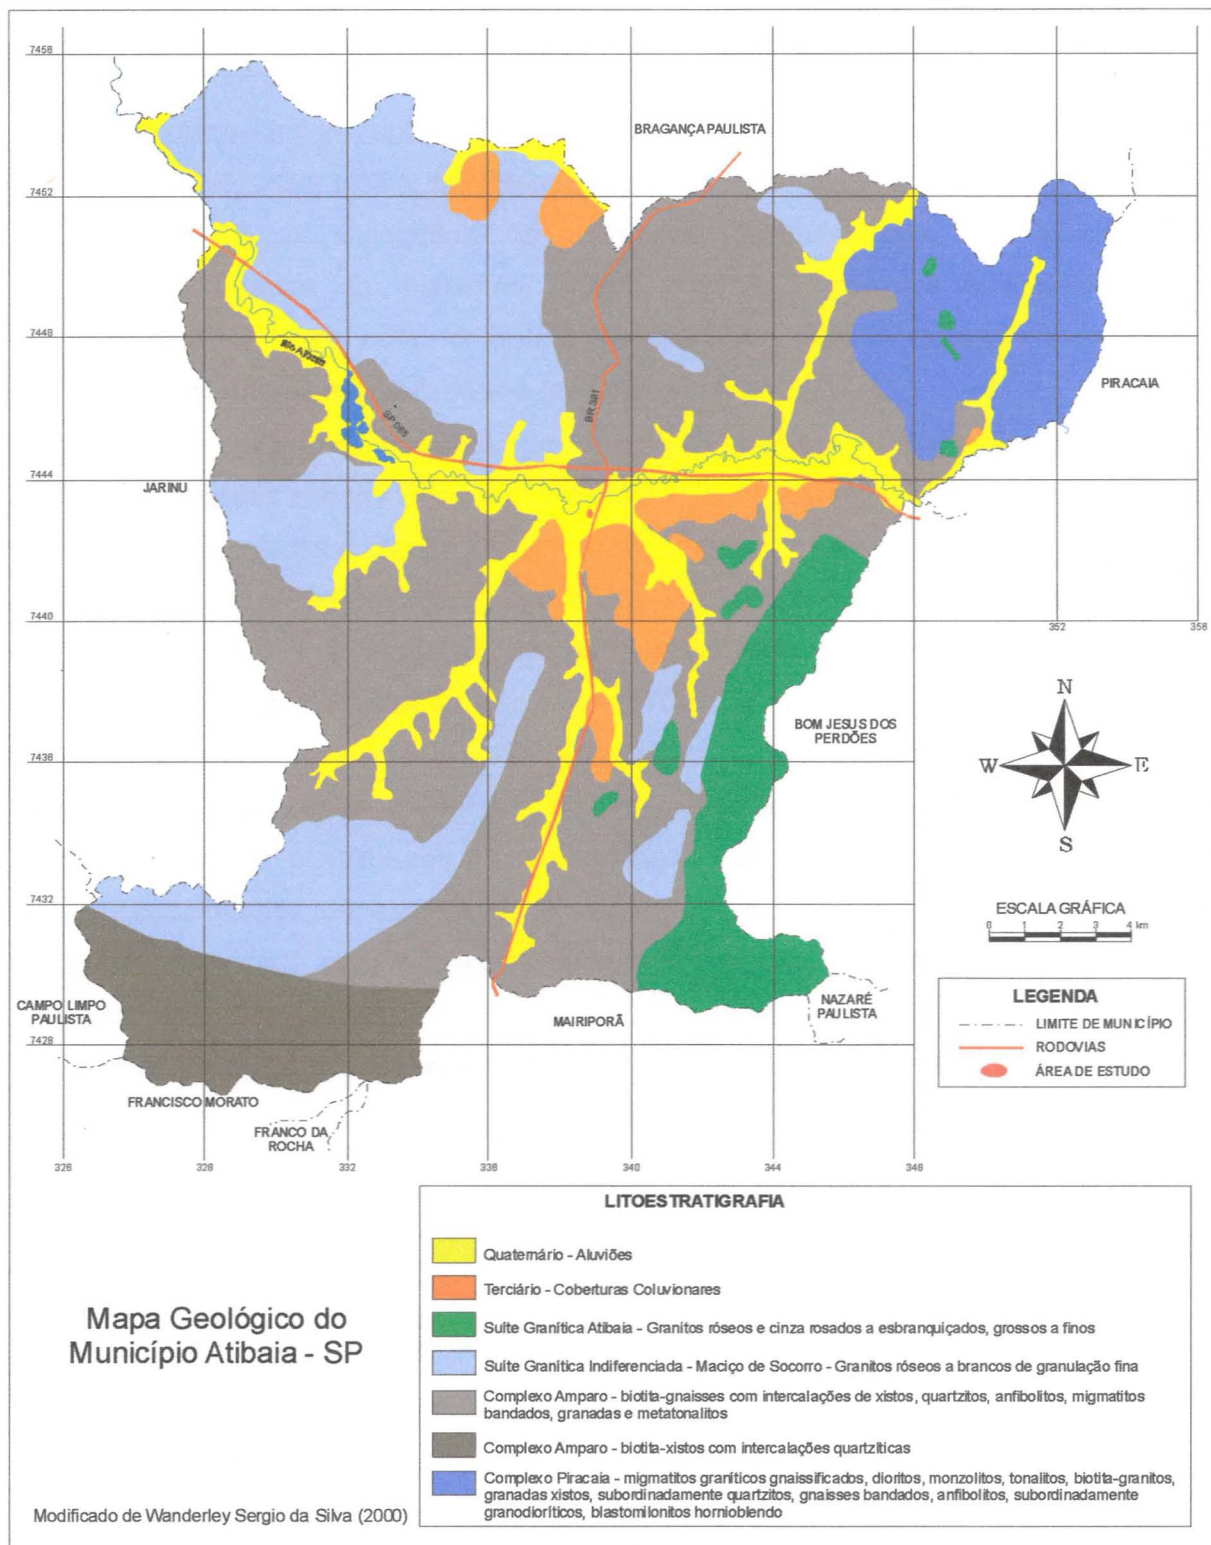 7458
BRAGANÇA PAULISTA
7452
7448
Rio Atibaia
PIRACAIA
SP 065
BR 381
7444
JARINU
7440
352
356
N
BOM JESUS DOS
PERDÕES
7436
W
E
S
7432
ESCALA GRÁFICA
0 1 2 3 4 km
LEGENDA
CAMPO LIMPO
PAULISTA
MAIRIPORÃ
NAZARÉ
PAULISTA
LIMITE DE MUNICÍPIO
7428
RODOVIAS
ÁREA DE ESTUDO
FRANCISCO MORATO
FRANCO DA
ROCHA
326 328 332 336 340 344 348
LITOESTRATIGRAFIA
Quaternário - Aluviões
Terciário - Coberturas Coluvionares
Suíte Granítica Atibaia - Granitos róseos e cinza rosados a esbranquiçados, grossos a finos
Suíte Granítica Indiferenciada - Maciço de Socorro - Granitos róseos a brancos de granulação fina
Complexo Amparo - biotita-gnaisses com intercalações de xistos, quartzitos, anfibolitos, migmatitos
bandados, granadas e metatonalitos
Complexo Amparo - biotita-xistos com intercalações quartzíticas
Complexo Piracaia - migmatitos graníticos gnaissificados, dioritos, monzolitos, tonalitos, biotita-granitos,
granadas xistos, subordinadamente quartzitos, gnaisses bandados, anfibolitos, subordinadamente
granodioríticos, blastomilonitos hornioblendo
Mapa Geológico do
Município Atibaia - SP
Modificado de Wanderley Sergio da Silva (2000)